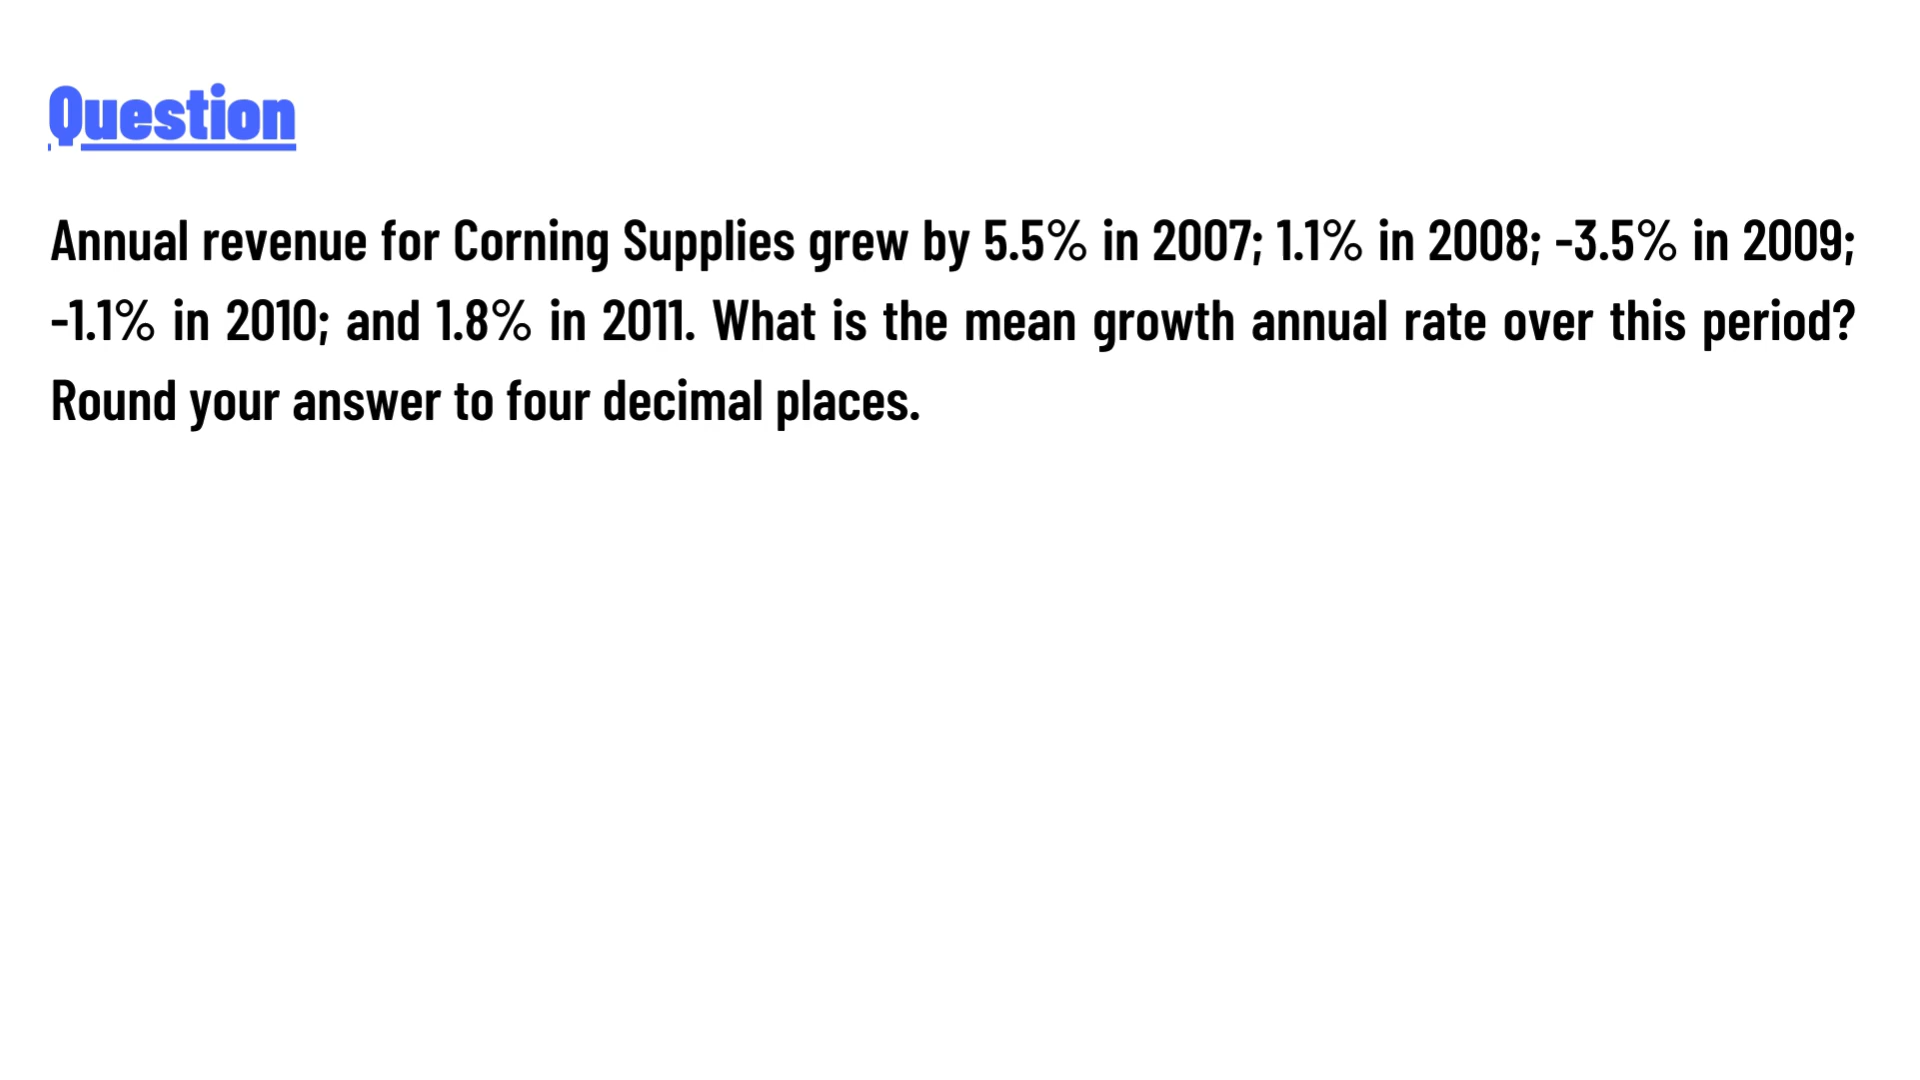 Question
Annual revenue for Corning Supplies grew by 5.5% in 2007; 1.1% in 2008; -3.5% in 2009;
-1.1% in 2010; and 1.8% in 2011. What is the mean growth annual rate over this period?
Round your answer to four decimal places.